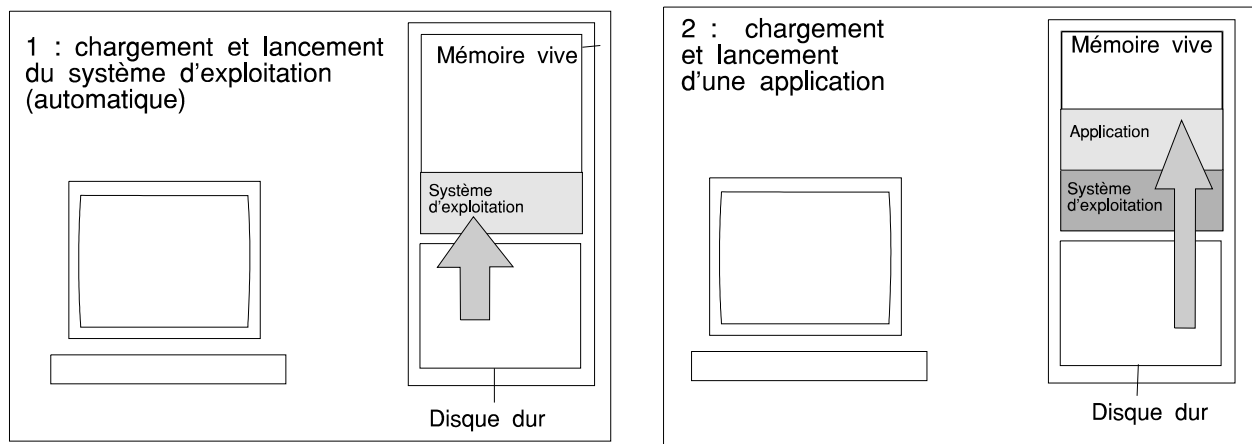 1 : chargement et lancement
du système d'exploitation
(automatique)
Mémoire vive
Système
d'exploitation
Disque dur
2 : chargement
et lancement
d'une application
Mémoire vive
Application
Système
d'exploitation
Disque dur